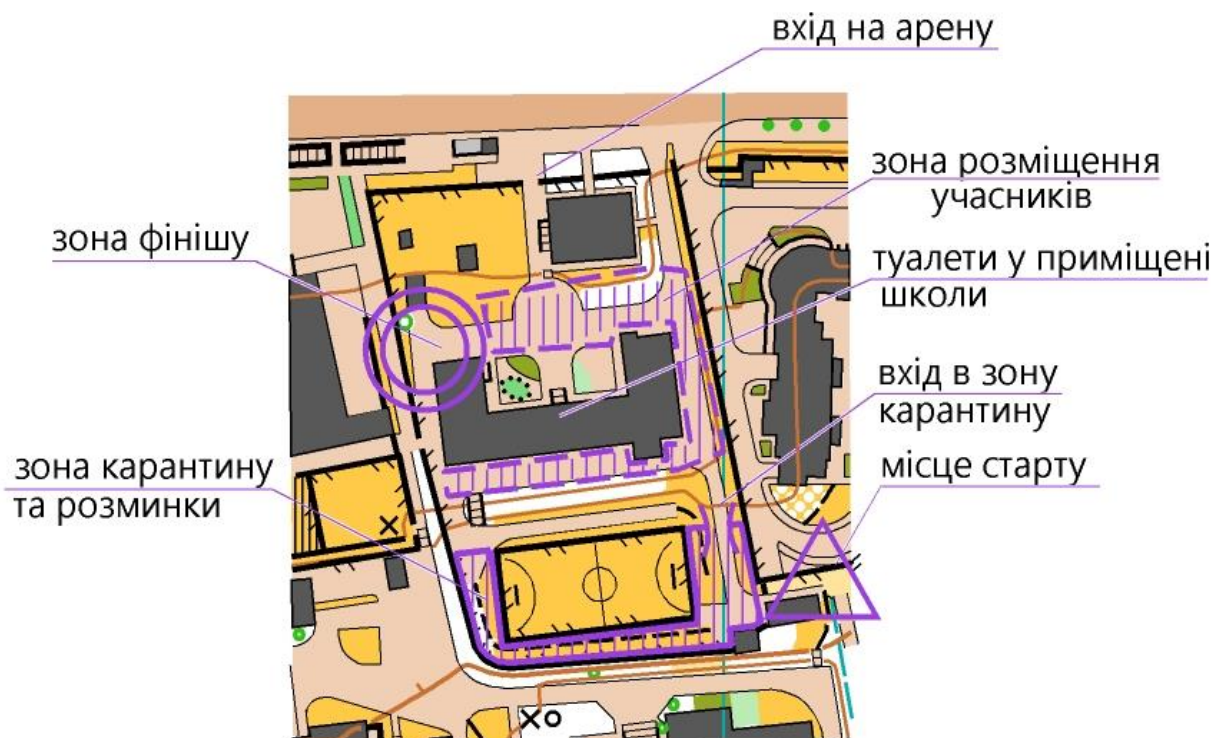 вхід на арену
зона розміщення
учасників
зона фінішу
туалети у приміщені
школи
вхід в зону
карантину
зона карантину
та розминки
місце старту